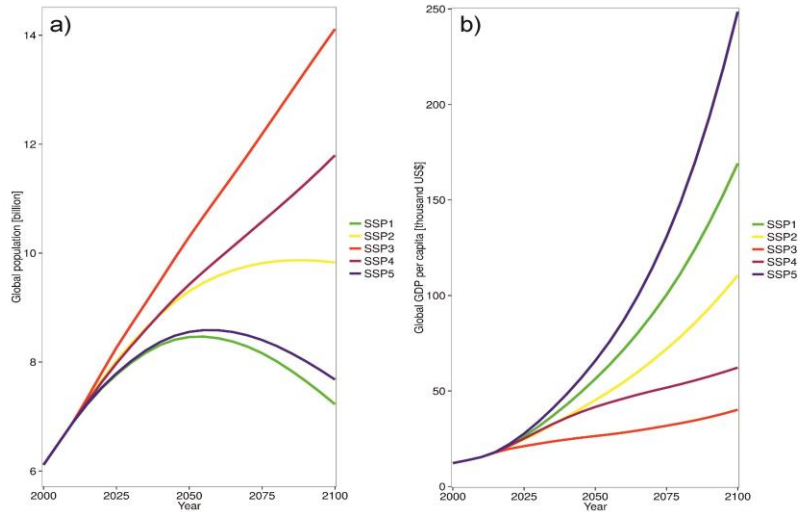 a)
Global population [billion]
14
12
10
8
6
2000 2025 2050 2075 2100
Year
SSP1
SSP2
SSP3
SSP4
SSP5
b)
Global GDP per capita [thousand US$]
250
200
150
100
50
0
2000 2025 2050 2075 2100
Year
SSP1
SSP2
SSP3
SSP4
SSP5